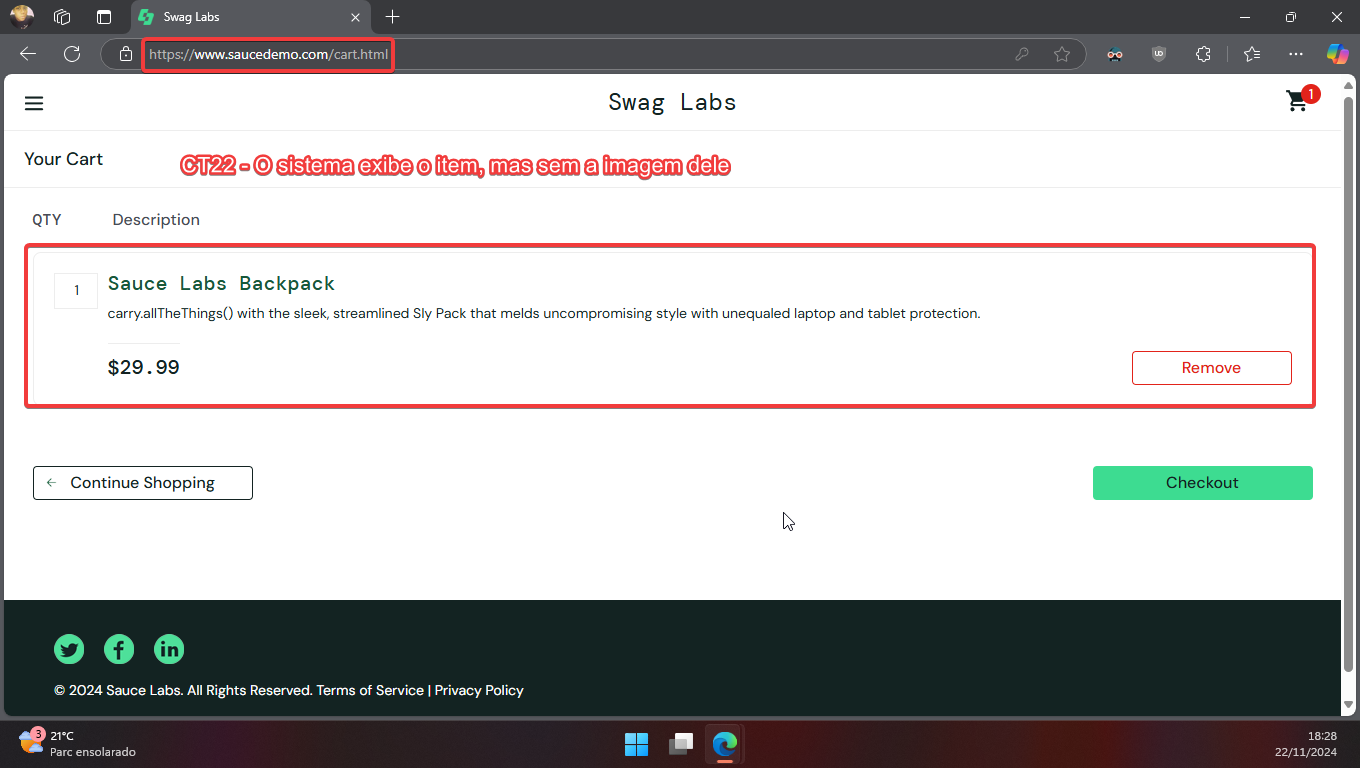 Swag Labs
https://www.saucedemo.com/cart.html
UD
Swag Labs
1
Your Cart
CT22 - O sistema exibe o item, mas sem a imagem dele
QTY Description
1
Sauce Labs Backpack
carry.allTheThings() with the sleek, streamlined Sly Pack that melds uncompromising style with unequaled laptop and tablet protection.
$29.99
Remove
Continue Shopping
Checkout
© 2024 Sauce Labs. All Rights Reserved. Terms of Service | Privacy Policy
3
21°C
Parc ensolarado
18:28
22/11/2024